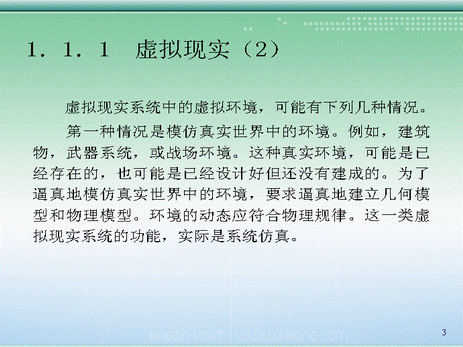 1．1．1 虚拟现实（2）
虚拟现实系统中的虚拟环境，可能有下列几种情况。
第一种情况是模仿真实世界中的环境。例如，建筑
物，武器系统，或战场环境。这种真实环境，可能是已
经存在的，也可能是已经设计好但还没有建成的。为了
逼真地模仿真实世界中的环境，要求逼真地建立几何模
型和物理模型。环境的动态应符合物理规律。这一类虚
拟现实系统的功能，实际是系统仿真。
3